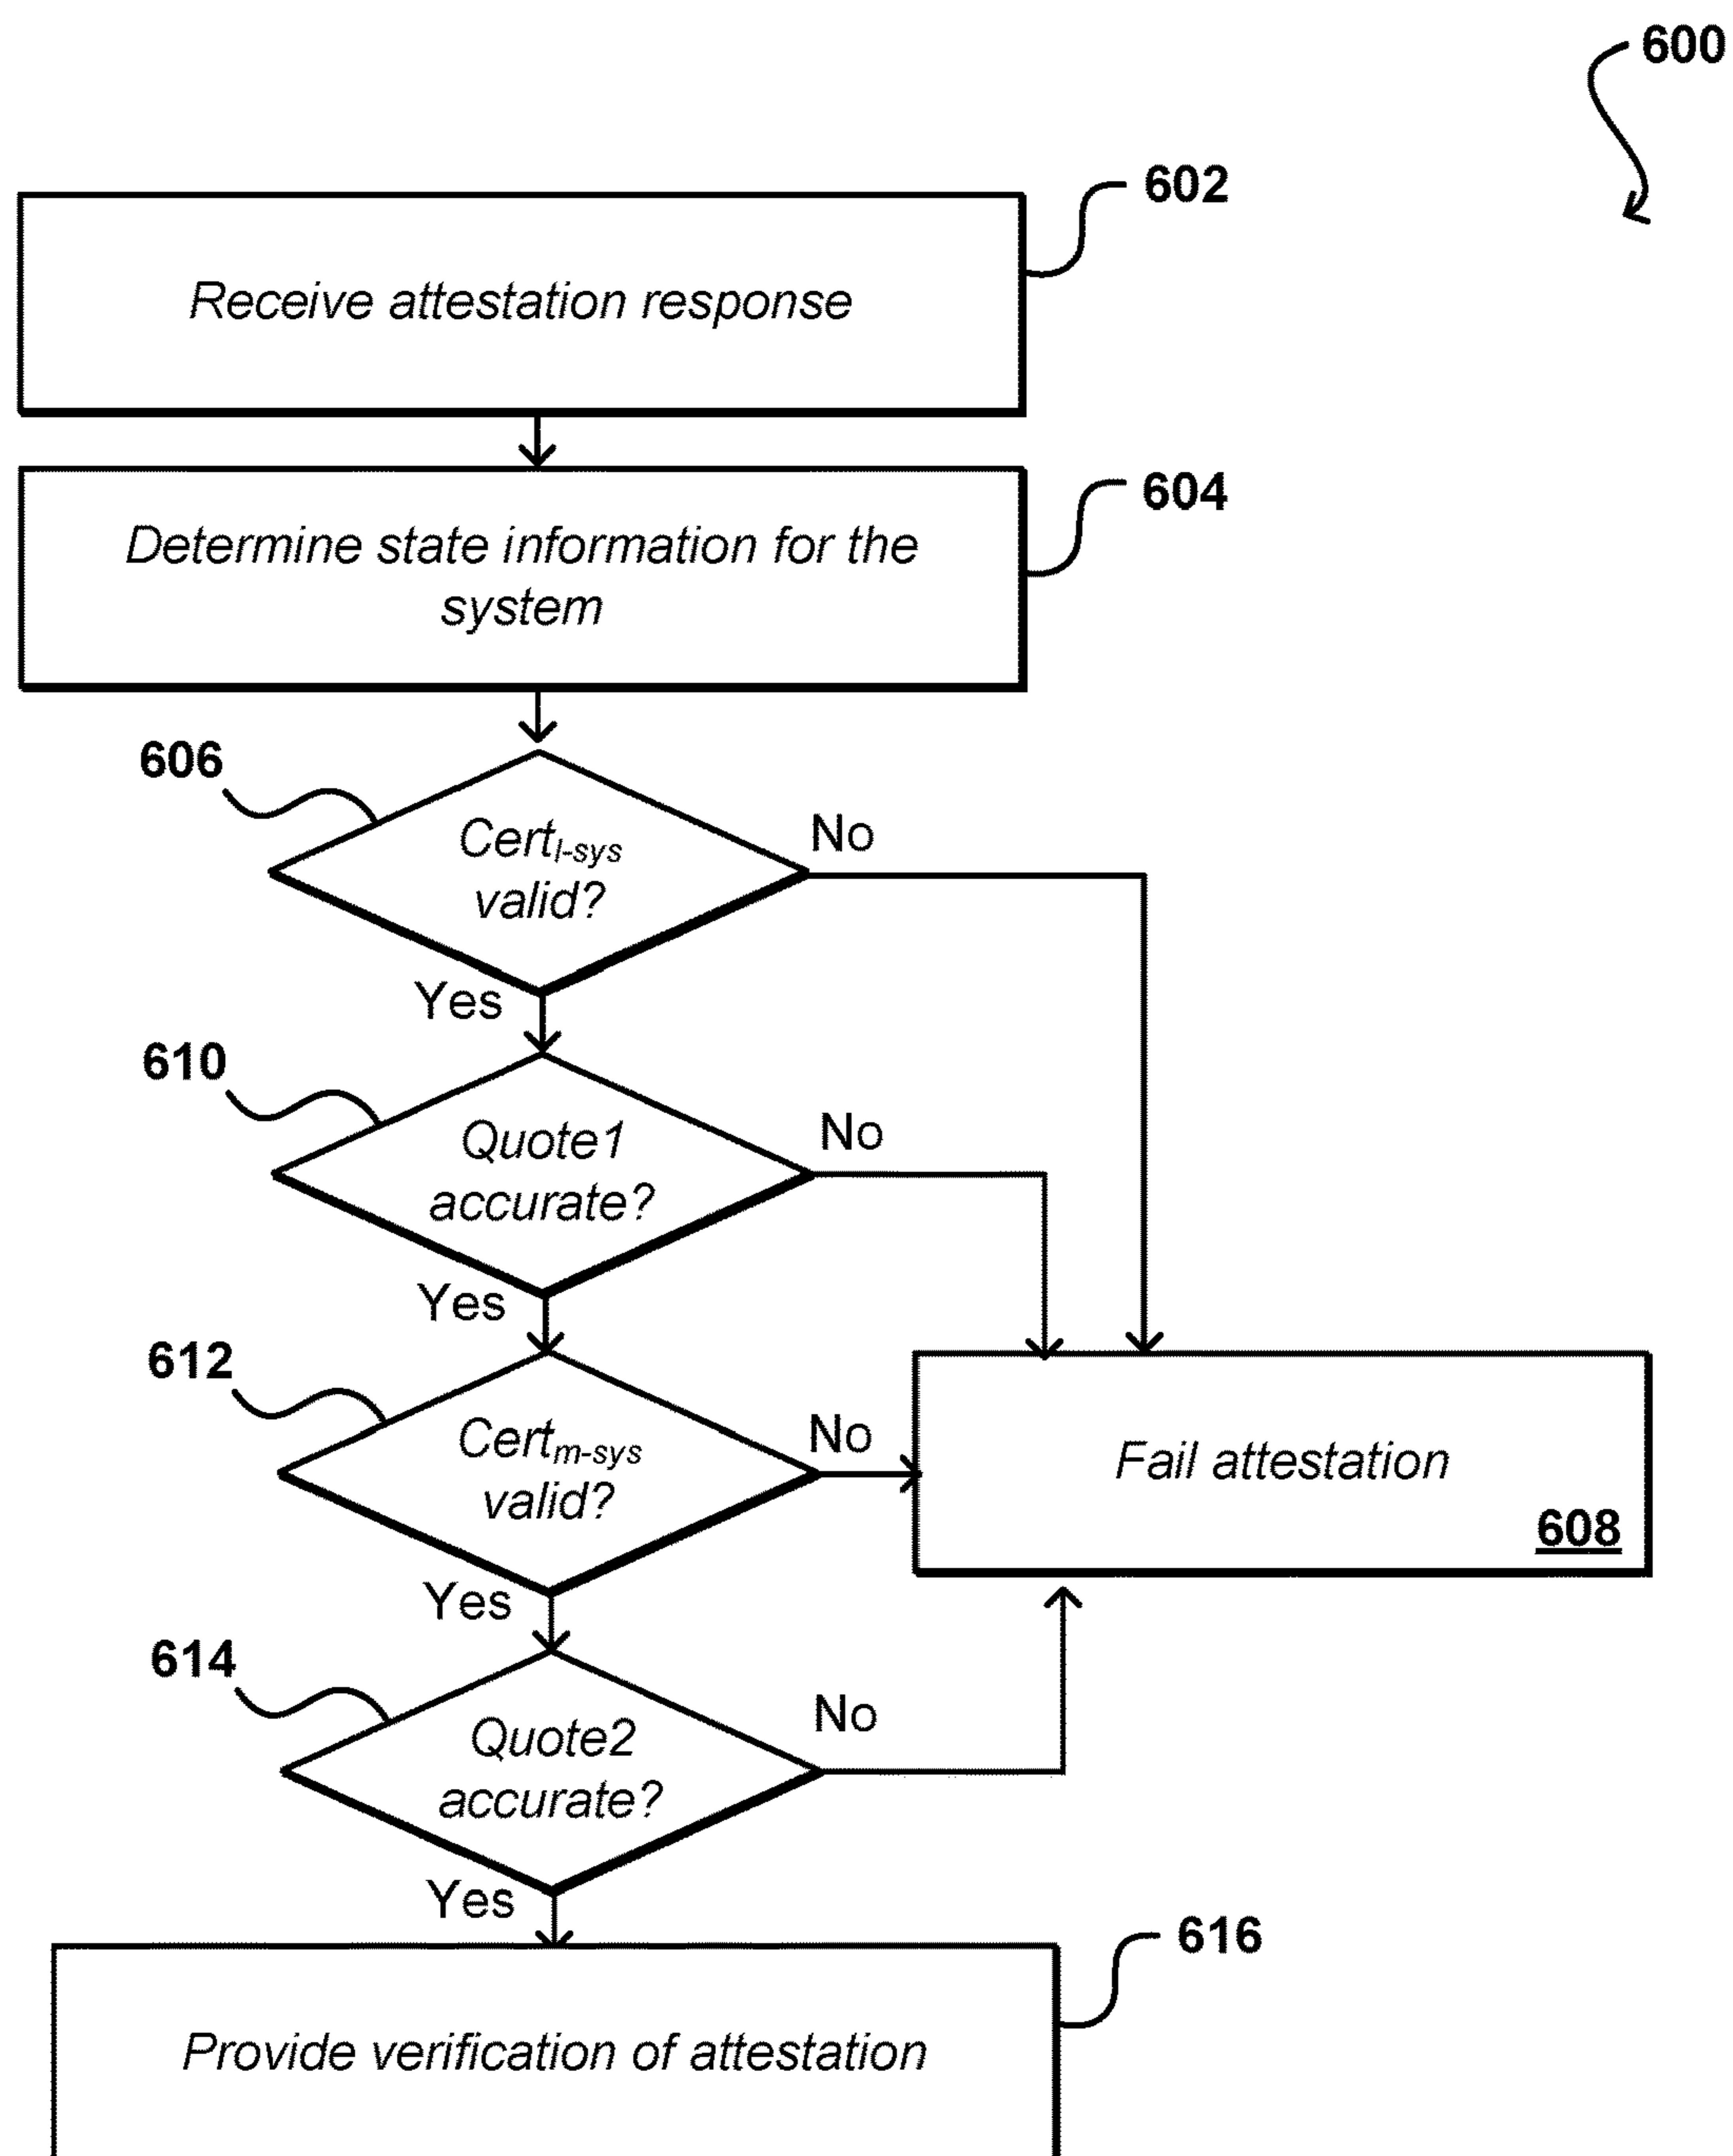 600
602
Receive attestation response
604
Determine state information for the
system
606
Cert_l-sys
valid?
No
Yes
610
Quote1
accurate?
No
Yes
612
Cert_m-sys
valid?
No
Fail attestation
608
Yes
614
Quote2
accurate?
No
Yes
616
Provide verification of attestation